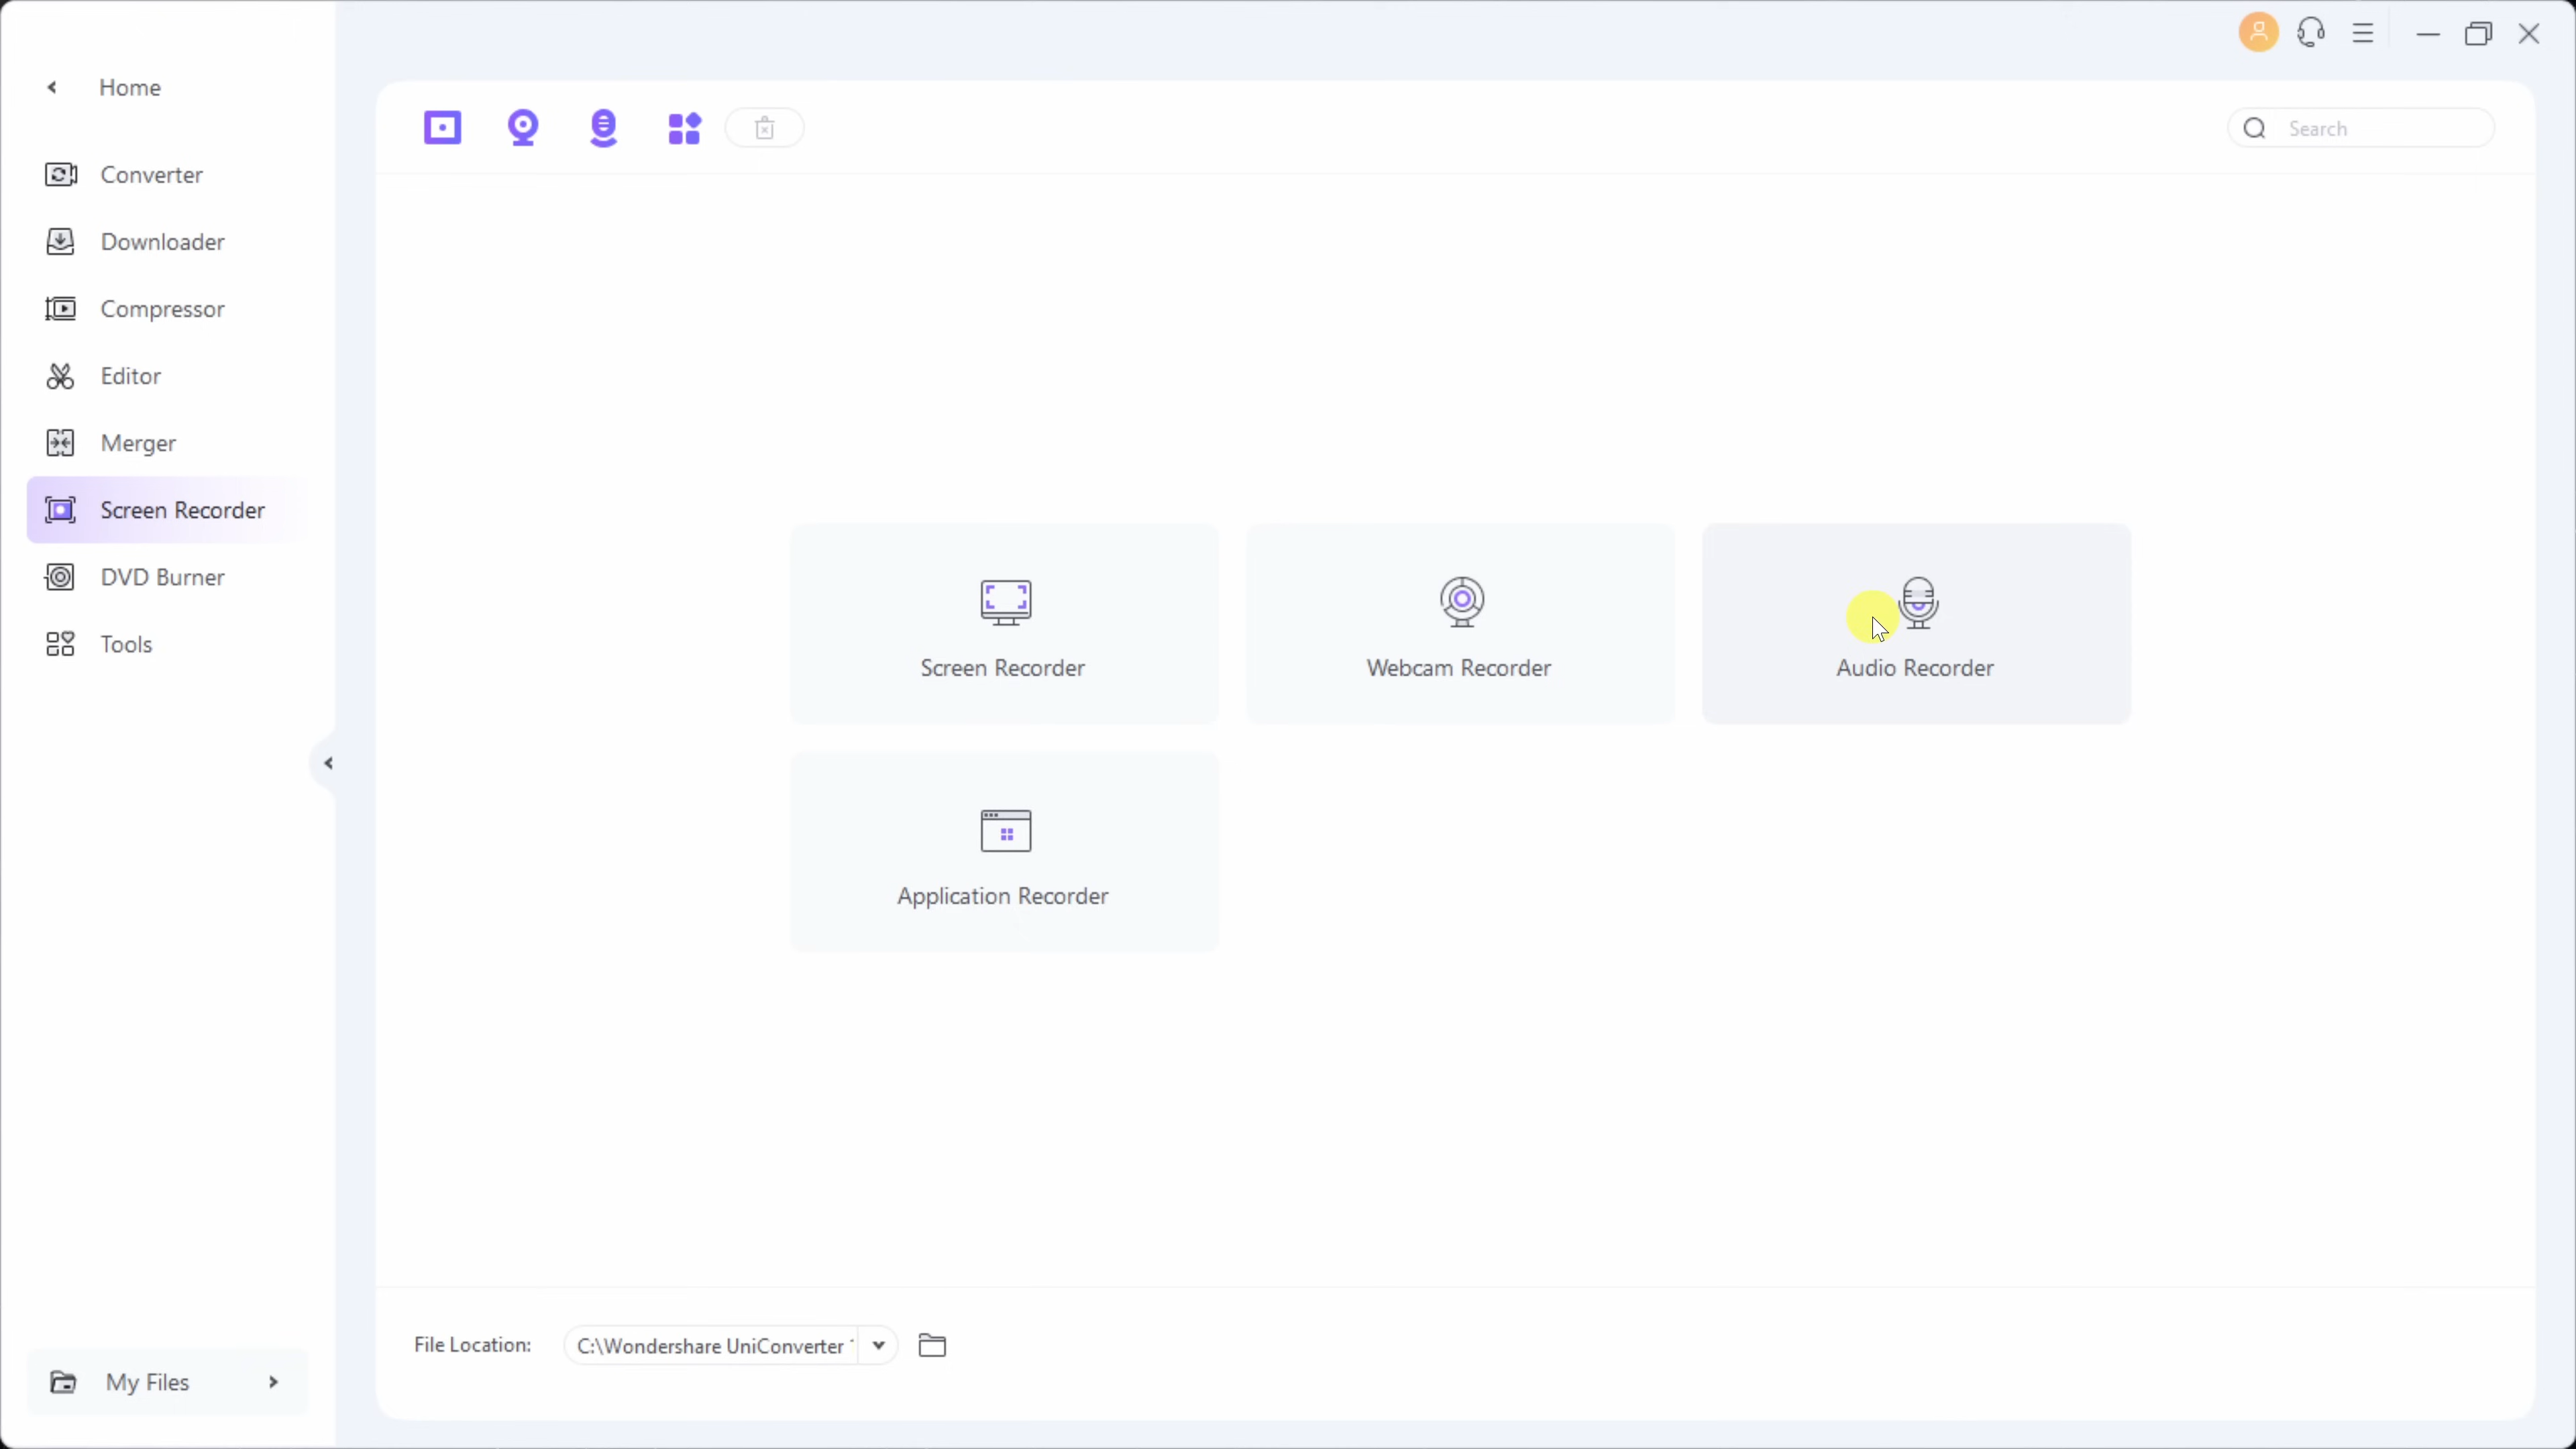 Home
Converter
Downloader
Compressor
Editor
Merger
Screen Recorder
DVD Burner
Tools
My Files
Search
Screen Recorder
Webcam Recorder
Audio Recorder
Application Recorder
File Location:
C:\Wondershare UniConverter